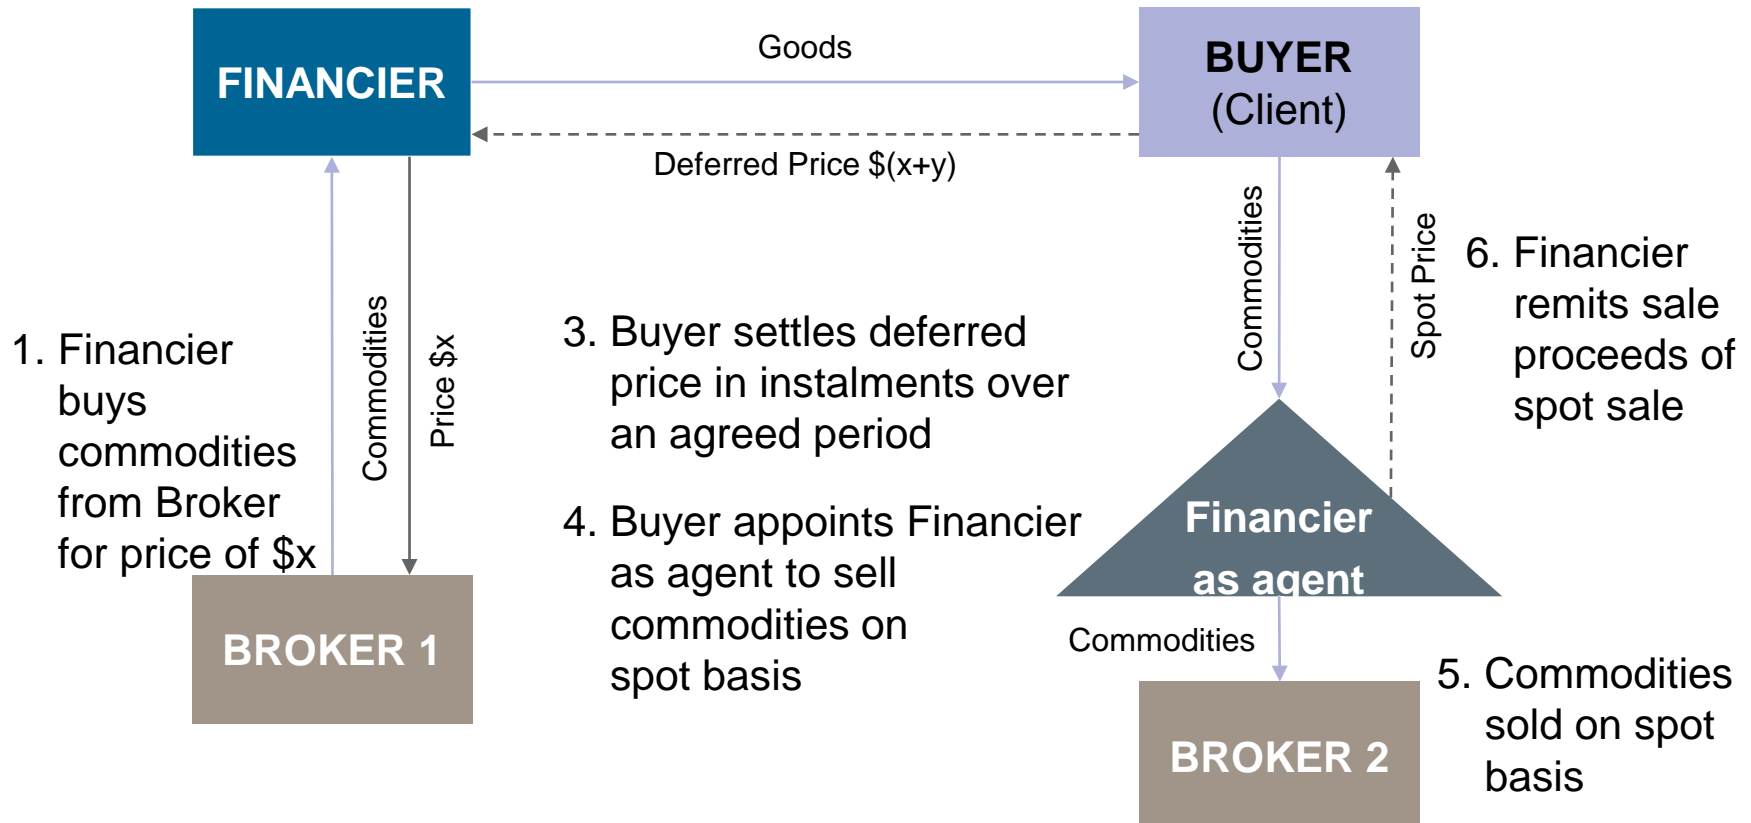 Goods
FINANCIER
BUYER
(Client)
Deferred Price $(x+y)
Commodities
Price $x
Commodities
Spot Price
1. Financier
buys
commodities
from Broker
for price of $x
3. Buyer settles deferred
price in instalments over
an agreed period
4. Buyer appoints Financier
as agent to sell
commodities on
spot basis
6. Financier
remits sale
proceeds of
spot sale
Financier
as agent
BROKER 1
Commodities
BROKER 2
5. Commodities
sold on spot
basis